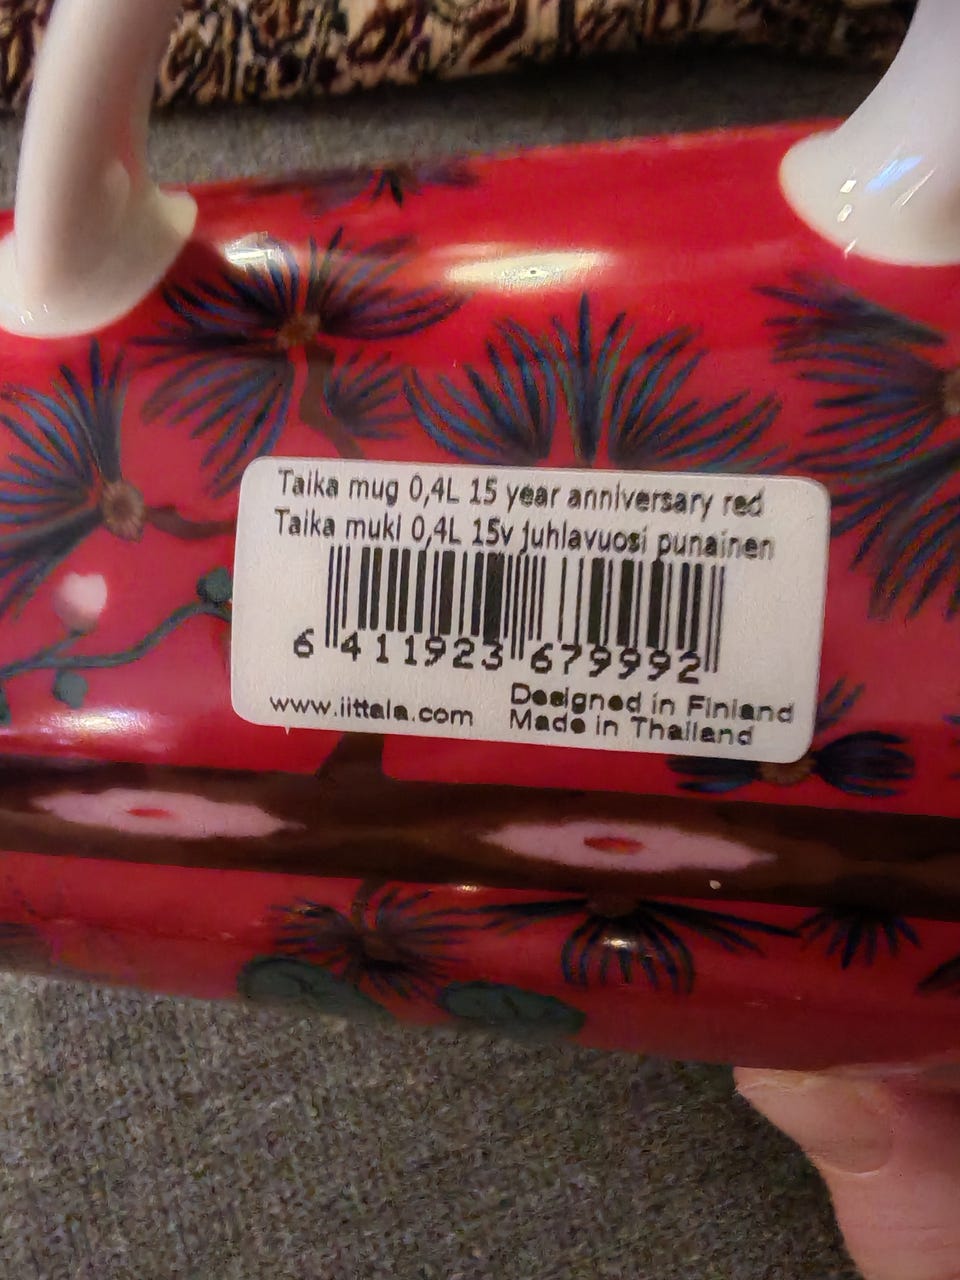 Taika mug 0,4L 15 year anniversary red
Taika muki 0,4L 15v juhlavuosi punainen
6 411923 679992
www.iittala.com
Designed in Finland
Made in Thailand